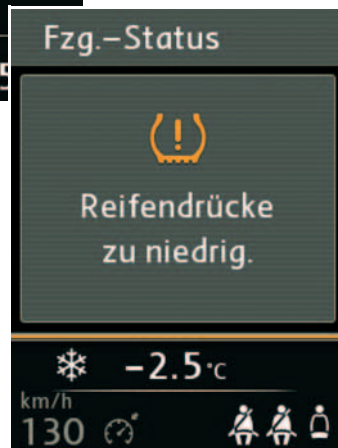 Fzg.–Status
Reifendrücke
zu niedrig.
-2.5°C
km/h
130